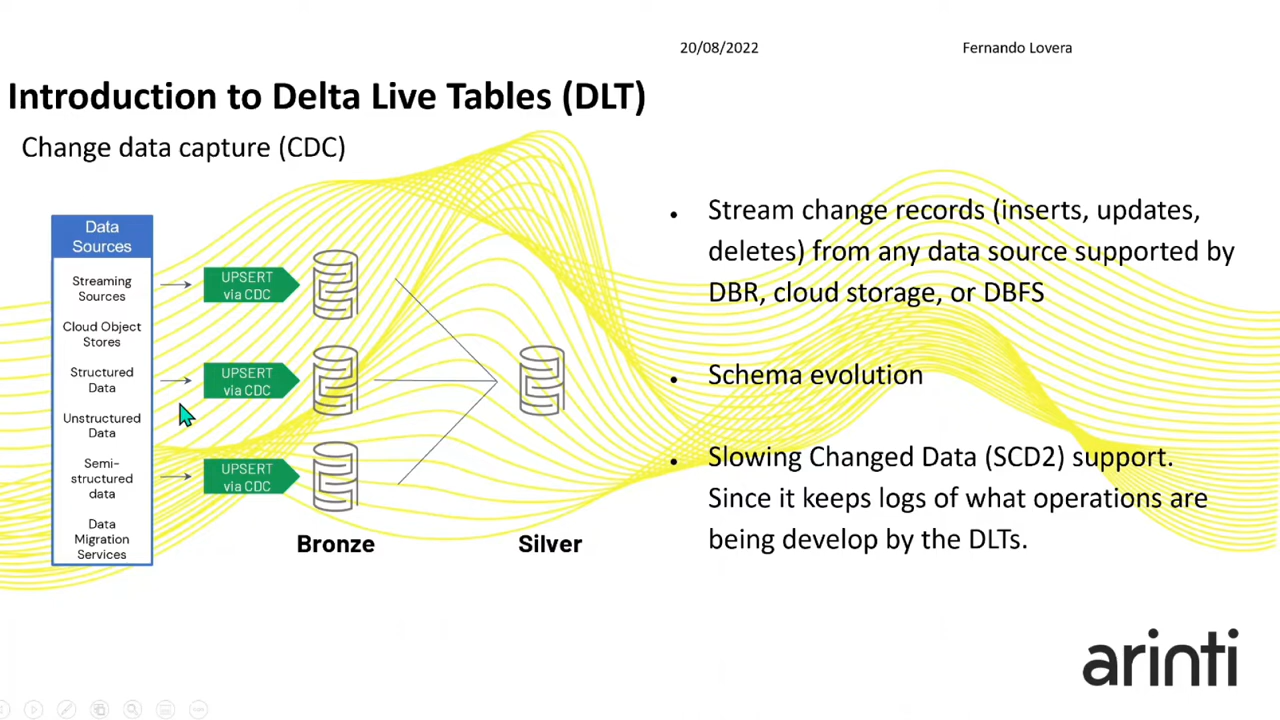 20/08/2022
Fernando Lovera
Introduction to Delta Live Tables (DLT)
Change data capture (CDC)
Data
Sources
Streaming
Sources
Cloud Object
Stores
Structured
Data
Unstructured
Data
Semi-
structured
data
Data
Migration
Services
UPSERT
via CDC
UPSERT
via CDC
UPSERT
via CDC
Bronze
Silver
• Stream change records (inserts, updates,
deletes) from any data source supported by
DBR, cloud storage, or DBFS
• Schema evolution
• Slowing Changed Data (SCD2) support.
Since it keeps logs of what operations are
being develop by the DLTs.
arinti